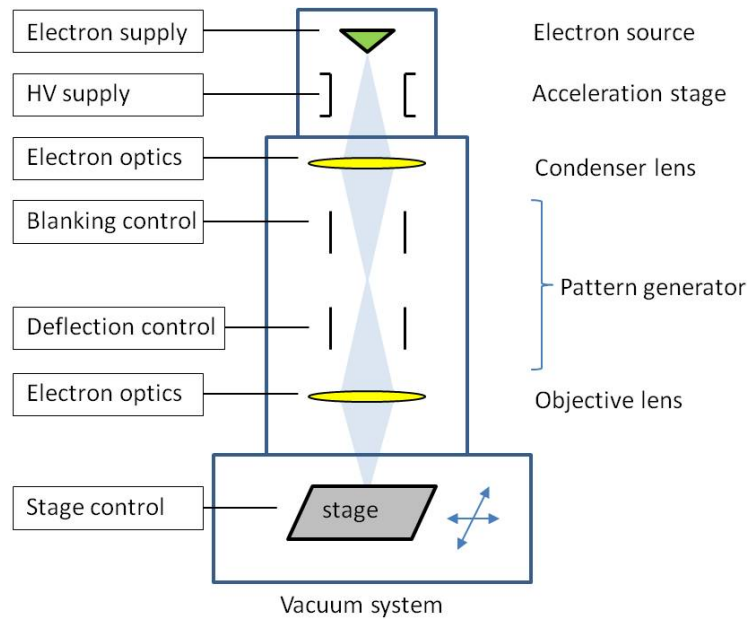 Electron supply
Electron source
HV supply
Acceleration stage
Electron optics
Condenser lens
Blanking control
Pattern generator
Deflection control
Electron optics
Objective lens
Stage control
stage
Vacuum system